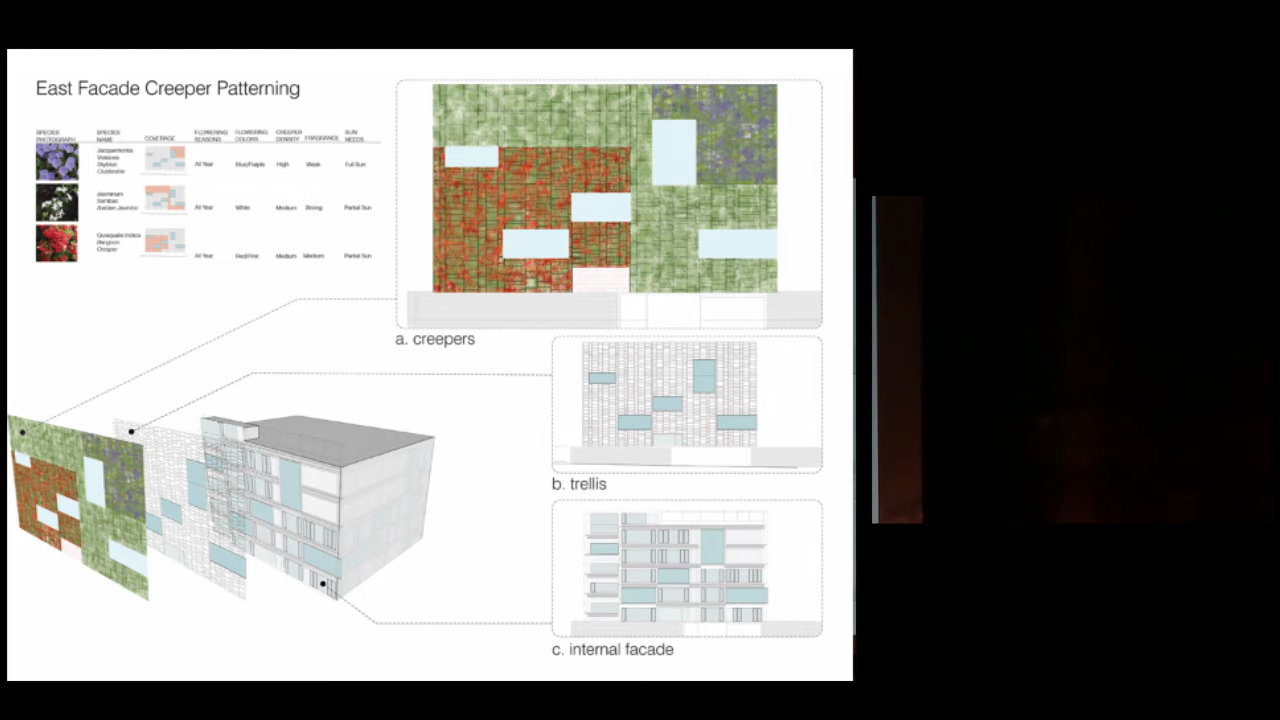 East Facade Creeper Patterning
SPECIES PHOTOGRAPH
SPECIES NAME
COVERAGE
FLOWERING SEASONS
FLOWERING COLORS
CREEPER DENSITY
FRAGRANCE
SUN NEEDS
Jacquemontia
Clustervine
All Year
Blue/Purple
High
Weak
Full Sun
Jasminum
Sambac
Arabian Jasmine
All Year
White
Medium
Strong
Partial Sun
Quisqualis Indica
Rangoon
Creeper
All Year
Red/Pink
Medium
Medium
Partial Sun
a. creepers
b. trellis
c. internal facade